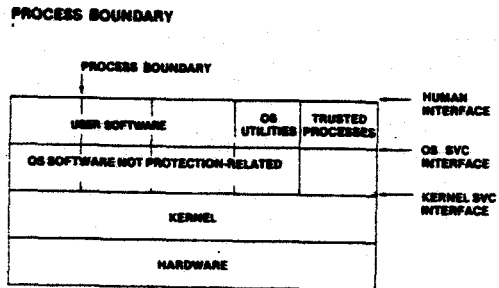 PROCESS BOUNDARY
PROCESS BOUNDARY
HUMAN
INTERFACE
USER SOFTWARE
OS
UTILITIES
TRUSTED
PROCESSES
OS SVC
INTERFACE
OS SOFTWARE NOT PROTECTION-RELATED
KERNEL SVC
INTERFACE
KERNEL
HARDWARE